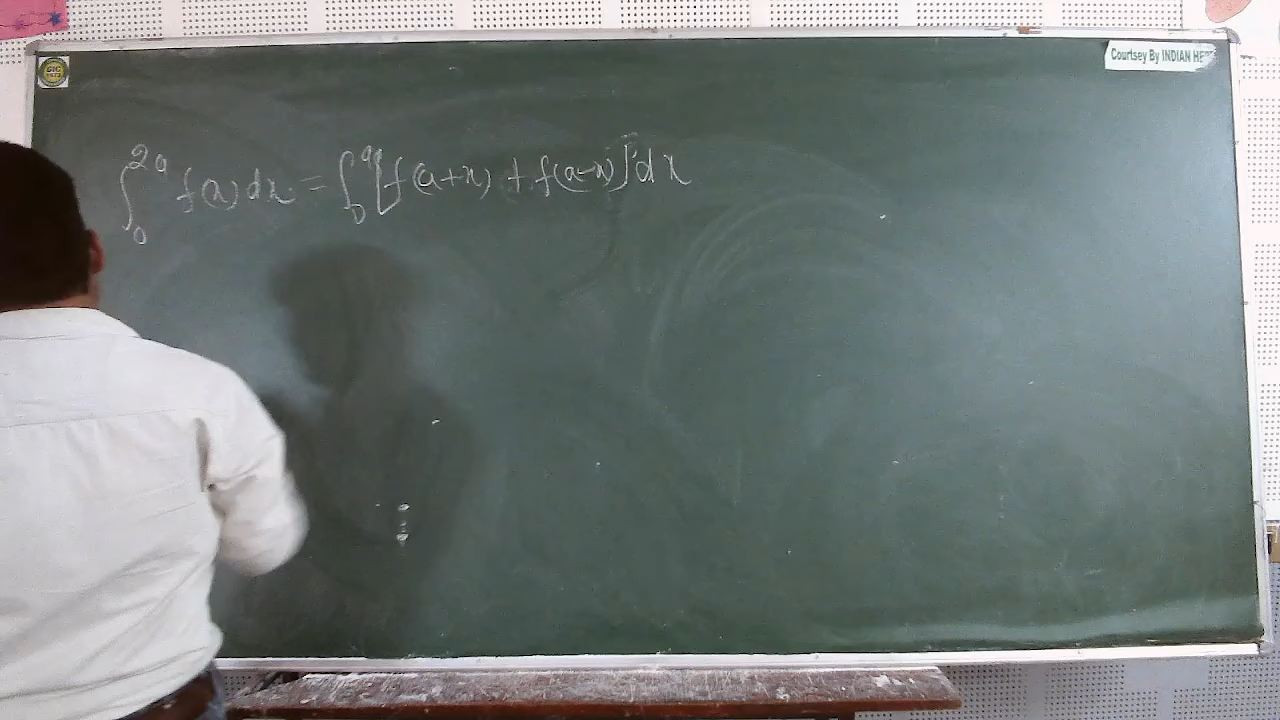 Courtsey By INDIAN HE
∫₀^2a f(x) dx = ∫₀^a [f(a+x) + f(a-x)] dx